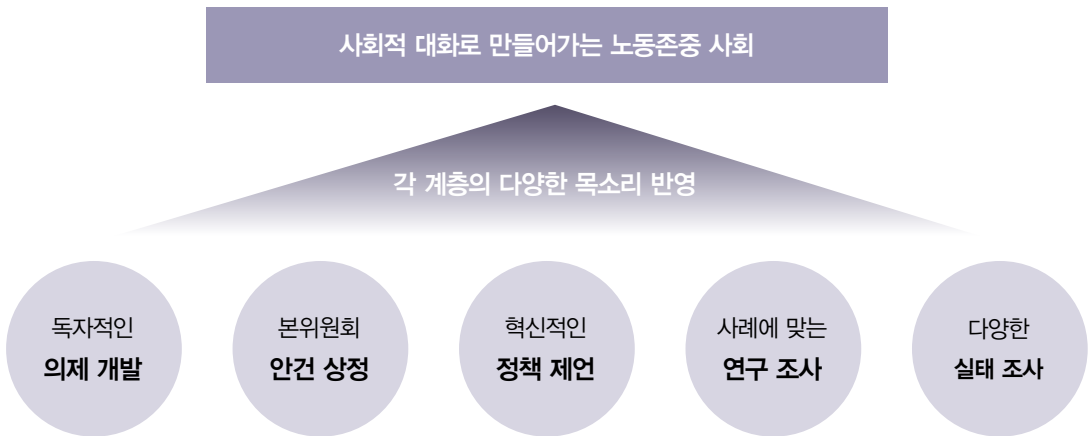 사회적 대화로 만들어가는 노동존중 사회
각 계층의 다양한 목소리 반영
독자적인
의제 개발
본위원회
안건 상정
혁신적인
정책 제언
사례에 맞는
연구 조사
다양한
실태 조사